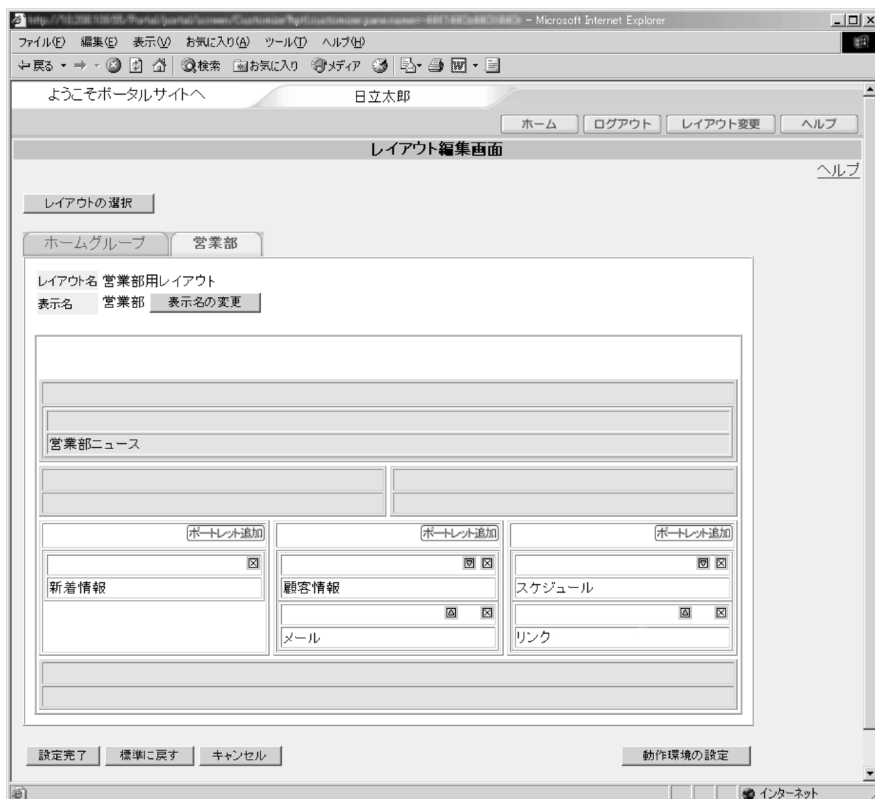 - Microsoft Internet Explorer
ファイル(F) 編集(E) 表示(V) お気に入り(A) ツール(T) ヘルプ(H)
戻る 検索 お気に入り メディア
ようこそポータルサイトへ 日立太郎
ホーム ログアウト レイアウト変更 ヘルプ
レイアウト編集画面
ヘルプ
レイアウトの選択
ホームグループ 営業部
レイアウト名 営業部用レイアウト
表示名 営業部 表示名の変更
営業部ニュース
ポートレット追加 ポートレット追加 ポートレット追加
新着情報 顧客情報 スケジュール
メール リンク
設定完了 標準に戻す キャンセル 動作環境の設定
インターネット